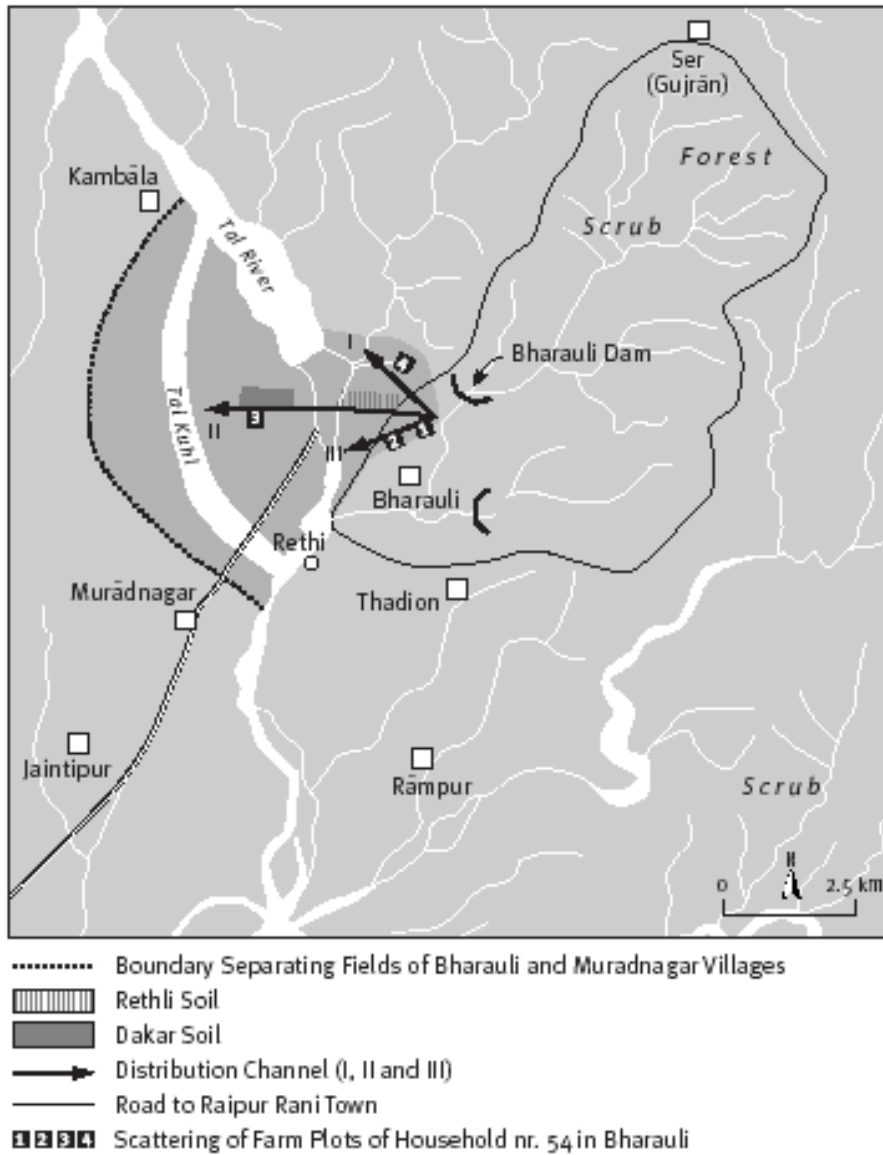 Ser
(Gujrān)
Forest
Kambāla
Scrub
Tal River
I
4
Bharauli Dam
Tal Kuhl
3
II
2 1
III
Bharauli
Rethi
Murādnagar
Thadion
Jaintipur
Rāmpur
Scrub
N
0 2.5 km
Boundary Separating Fields of Bharauli and Muradnagar Villages
Rethli Soil
Dakar Soil
Distribution Channel (I, II and III)
Road to Raipur Rani Town
1 2 3 4 Scattering of Farm Plots of Household nr. 54 in Bharauli